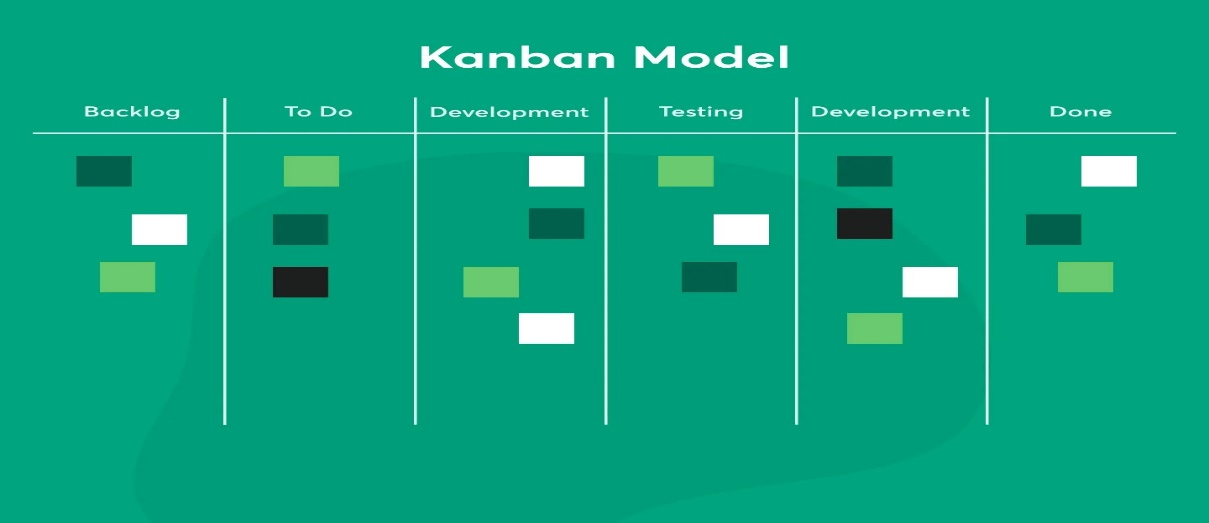 Kanban Model
Backlog
To Do
Development
Testing
Development
Done